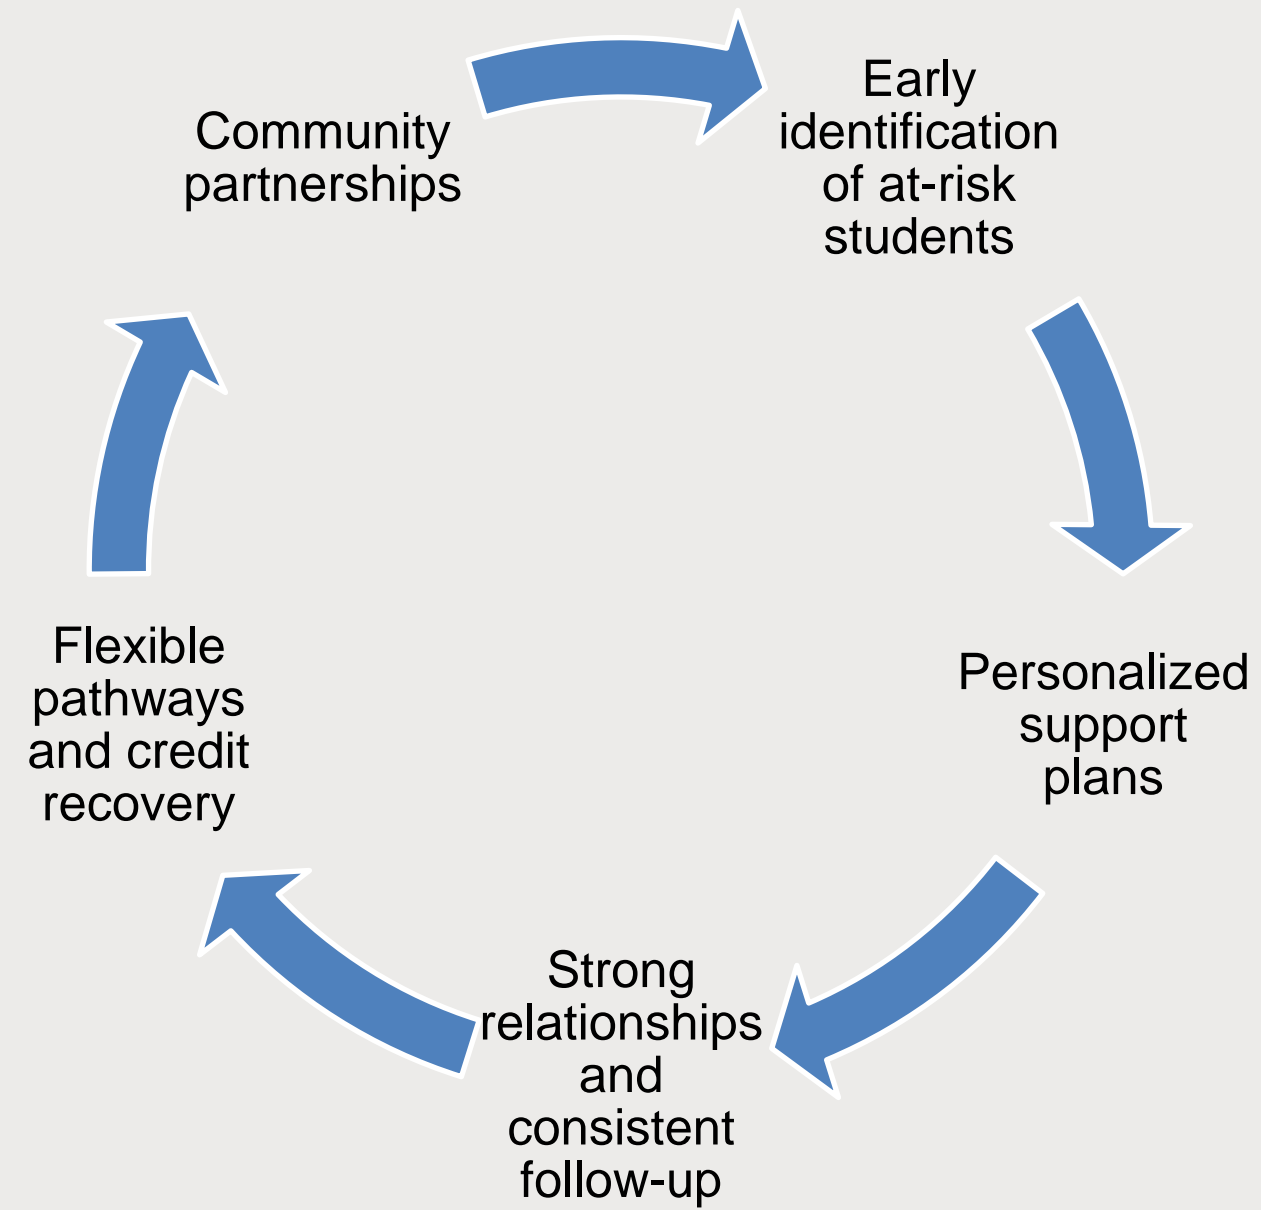 Community
partnerships
Early
identification
of at-risk
students
Personalized
support
plans
Strong
relationships
and
consistent
follow-up
Flexible
pathways
and credit
recovery